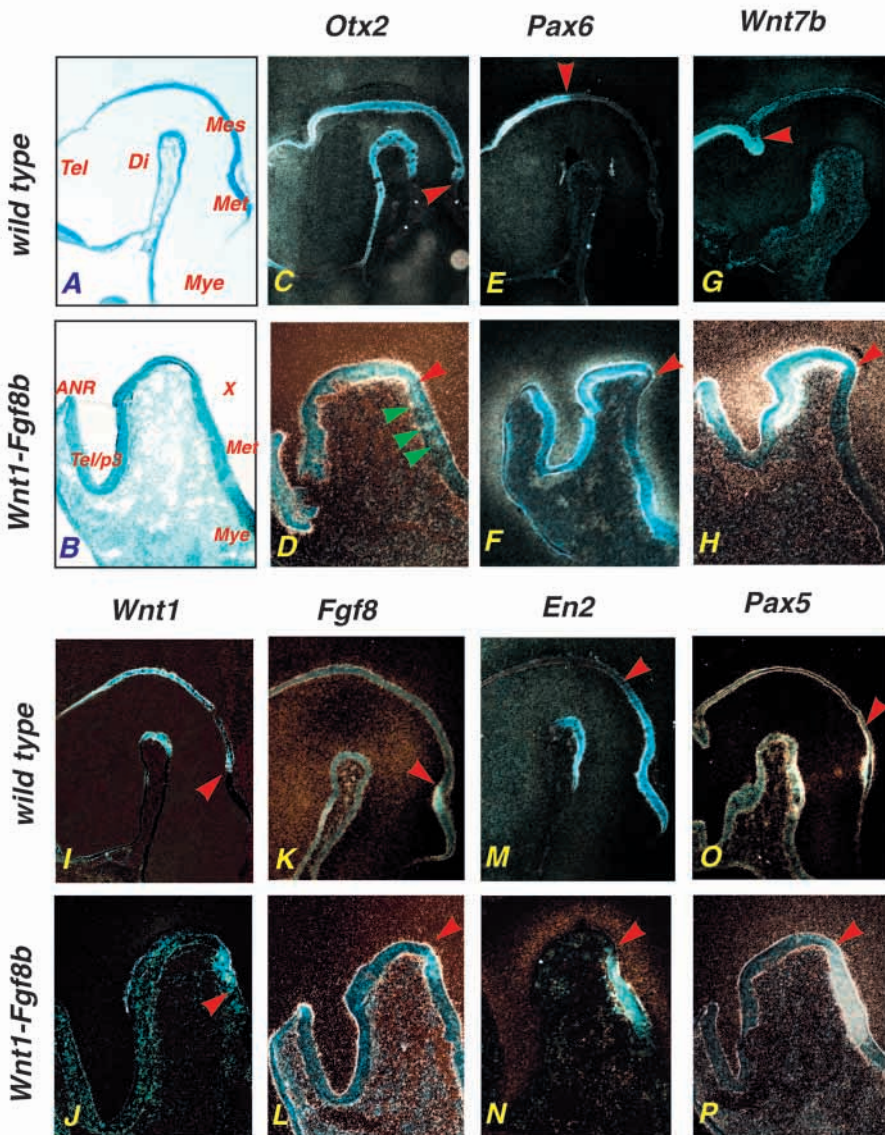 Otx2 Pax6 Wnt7b
wild type
Mes
Tel Di
Met
Mye
A C E G
Wnt1-Fgf8b
ANR X
Met
Tel/p3
Mye
B D F H
Wnt1 Fgf8 En2 Pax5
wild type
I K M O
Wnt1-Fgf8b
J L N P